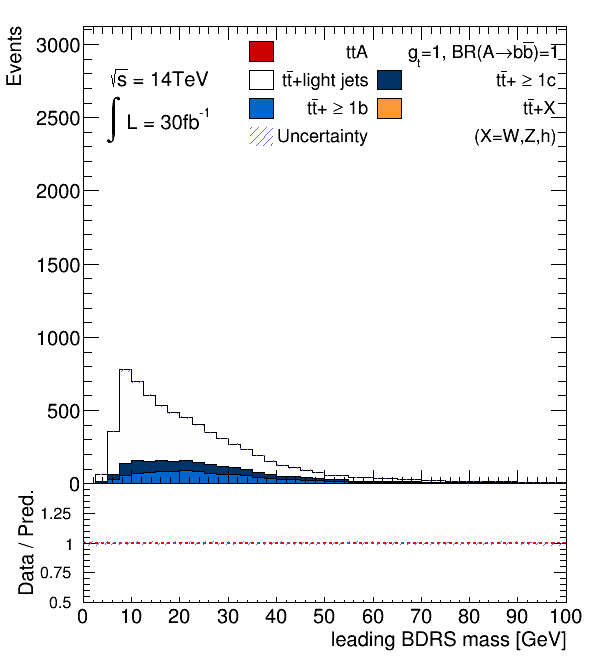 Events
3000
2500
2000
1500
1000
500
0
√s = 14TeV
∫ L = 30fb⁻¹
ttA g_t=1, BR(A→bb̅)=1
tt̅+light jets tt̅+ ≥ 1c
tt̅+ ≥ 1b tt̅+X
Uncertainty (X=W,Z,h)
Data / Pred.
1.25
1
0.75
0.5
0 10 20 30 40 50 60 70 80 90 100
leading BDRS mass [GeV]